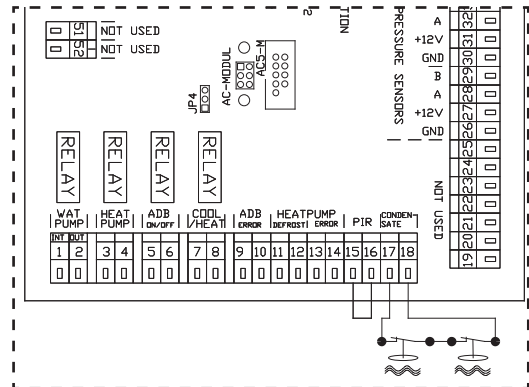 51 NOT USED
52 NOT USED
TION
PRESSURE SENSORS
A 32
+12V 31
GND 30
B 29
A 28
+12V 27
GND 26
25
24
23
22
21
20
19
NOT USED
JP4
AC-MODUL
AC5-M
RELAY
RELAY
RELAY
RELAY
WAT PUMP
HEAT PUMP
ADB ON/OFF
COOL /HEAT
ADB ERROR
HEATPUMP
DEFROST ERROR
PIR
CONDEN SATE
INT OUT
1 2 3 4 5 6 7 8 9 10 11 12 13 14 15 16 17 18